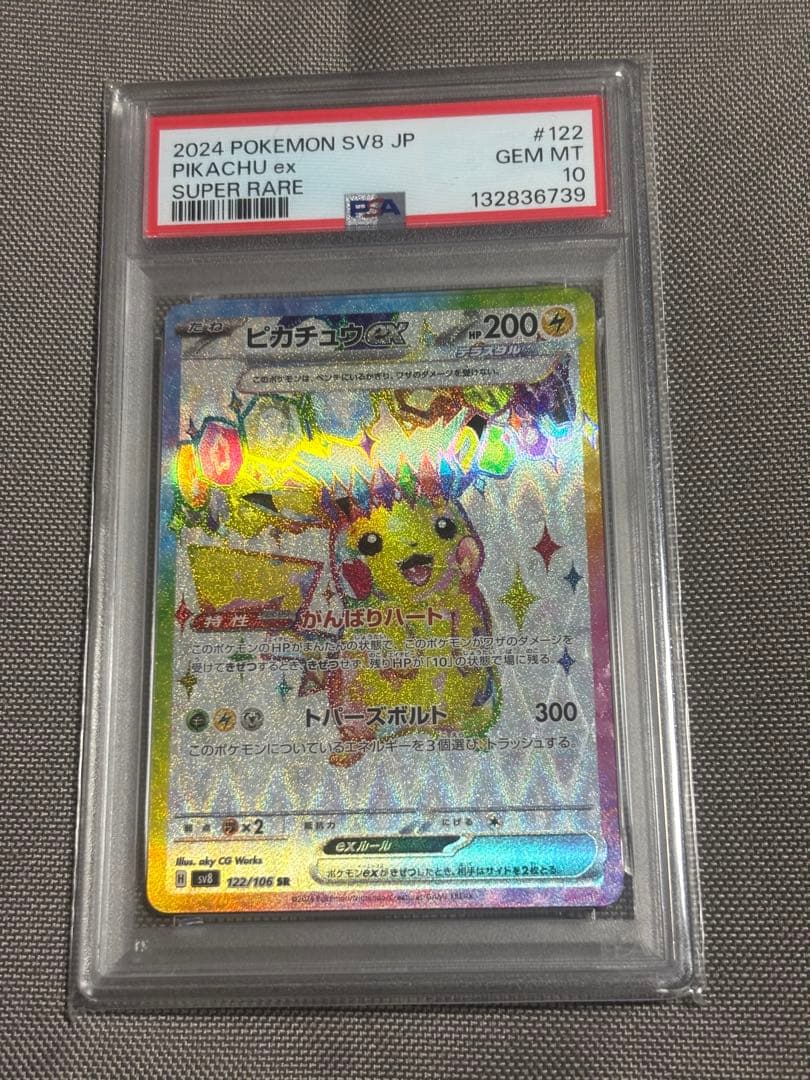 2024 POKEMON SV8 JP #122
PIKACHU ex GEM MT
SUPER RARE 10
132836739
PSA
たね ピカチュウex HP 200
テラスタル
このポケモンは、ベンチにいるかぎり、ワザのダメージを受けない。
特性 がんばりハート
このポケモンのHPがまんたんの状態で、このポケモンがワザのダメージを
受けてきぜつするとき、きぜつせず、残りHPが「10」の状態で場に残る。
トパーズボルト 300
このポケモンについているエネルギーを3個選び、トラッシュする。
弱点 ×2 抵抗力 にげる
exルール
ポケモンexがきぜつしたとき、相手はサイドを2枚とる。
Illus. aky CG Works
H sv8 122/106 SR